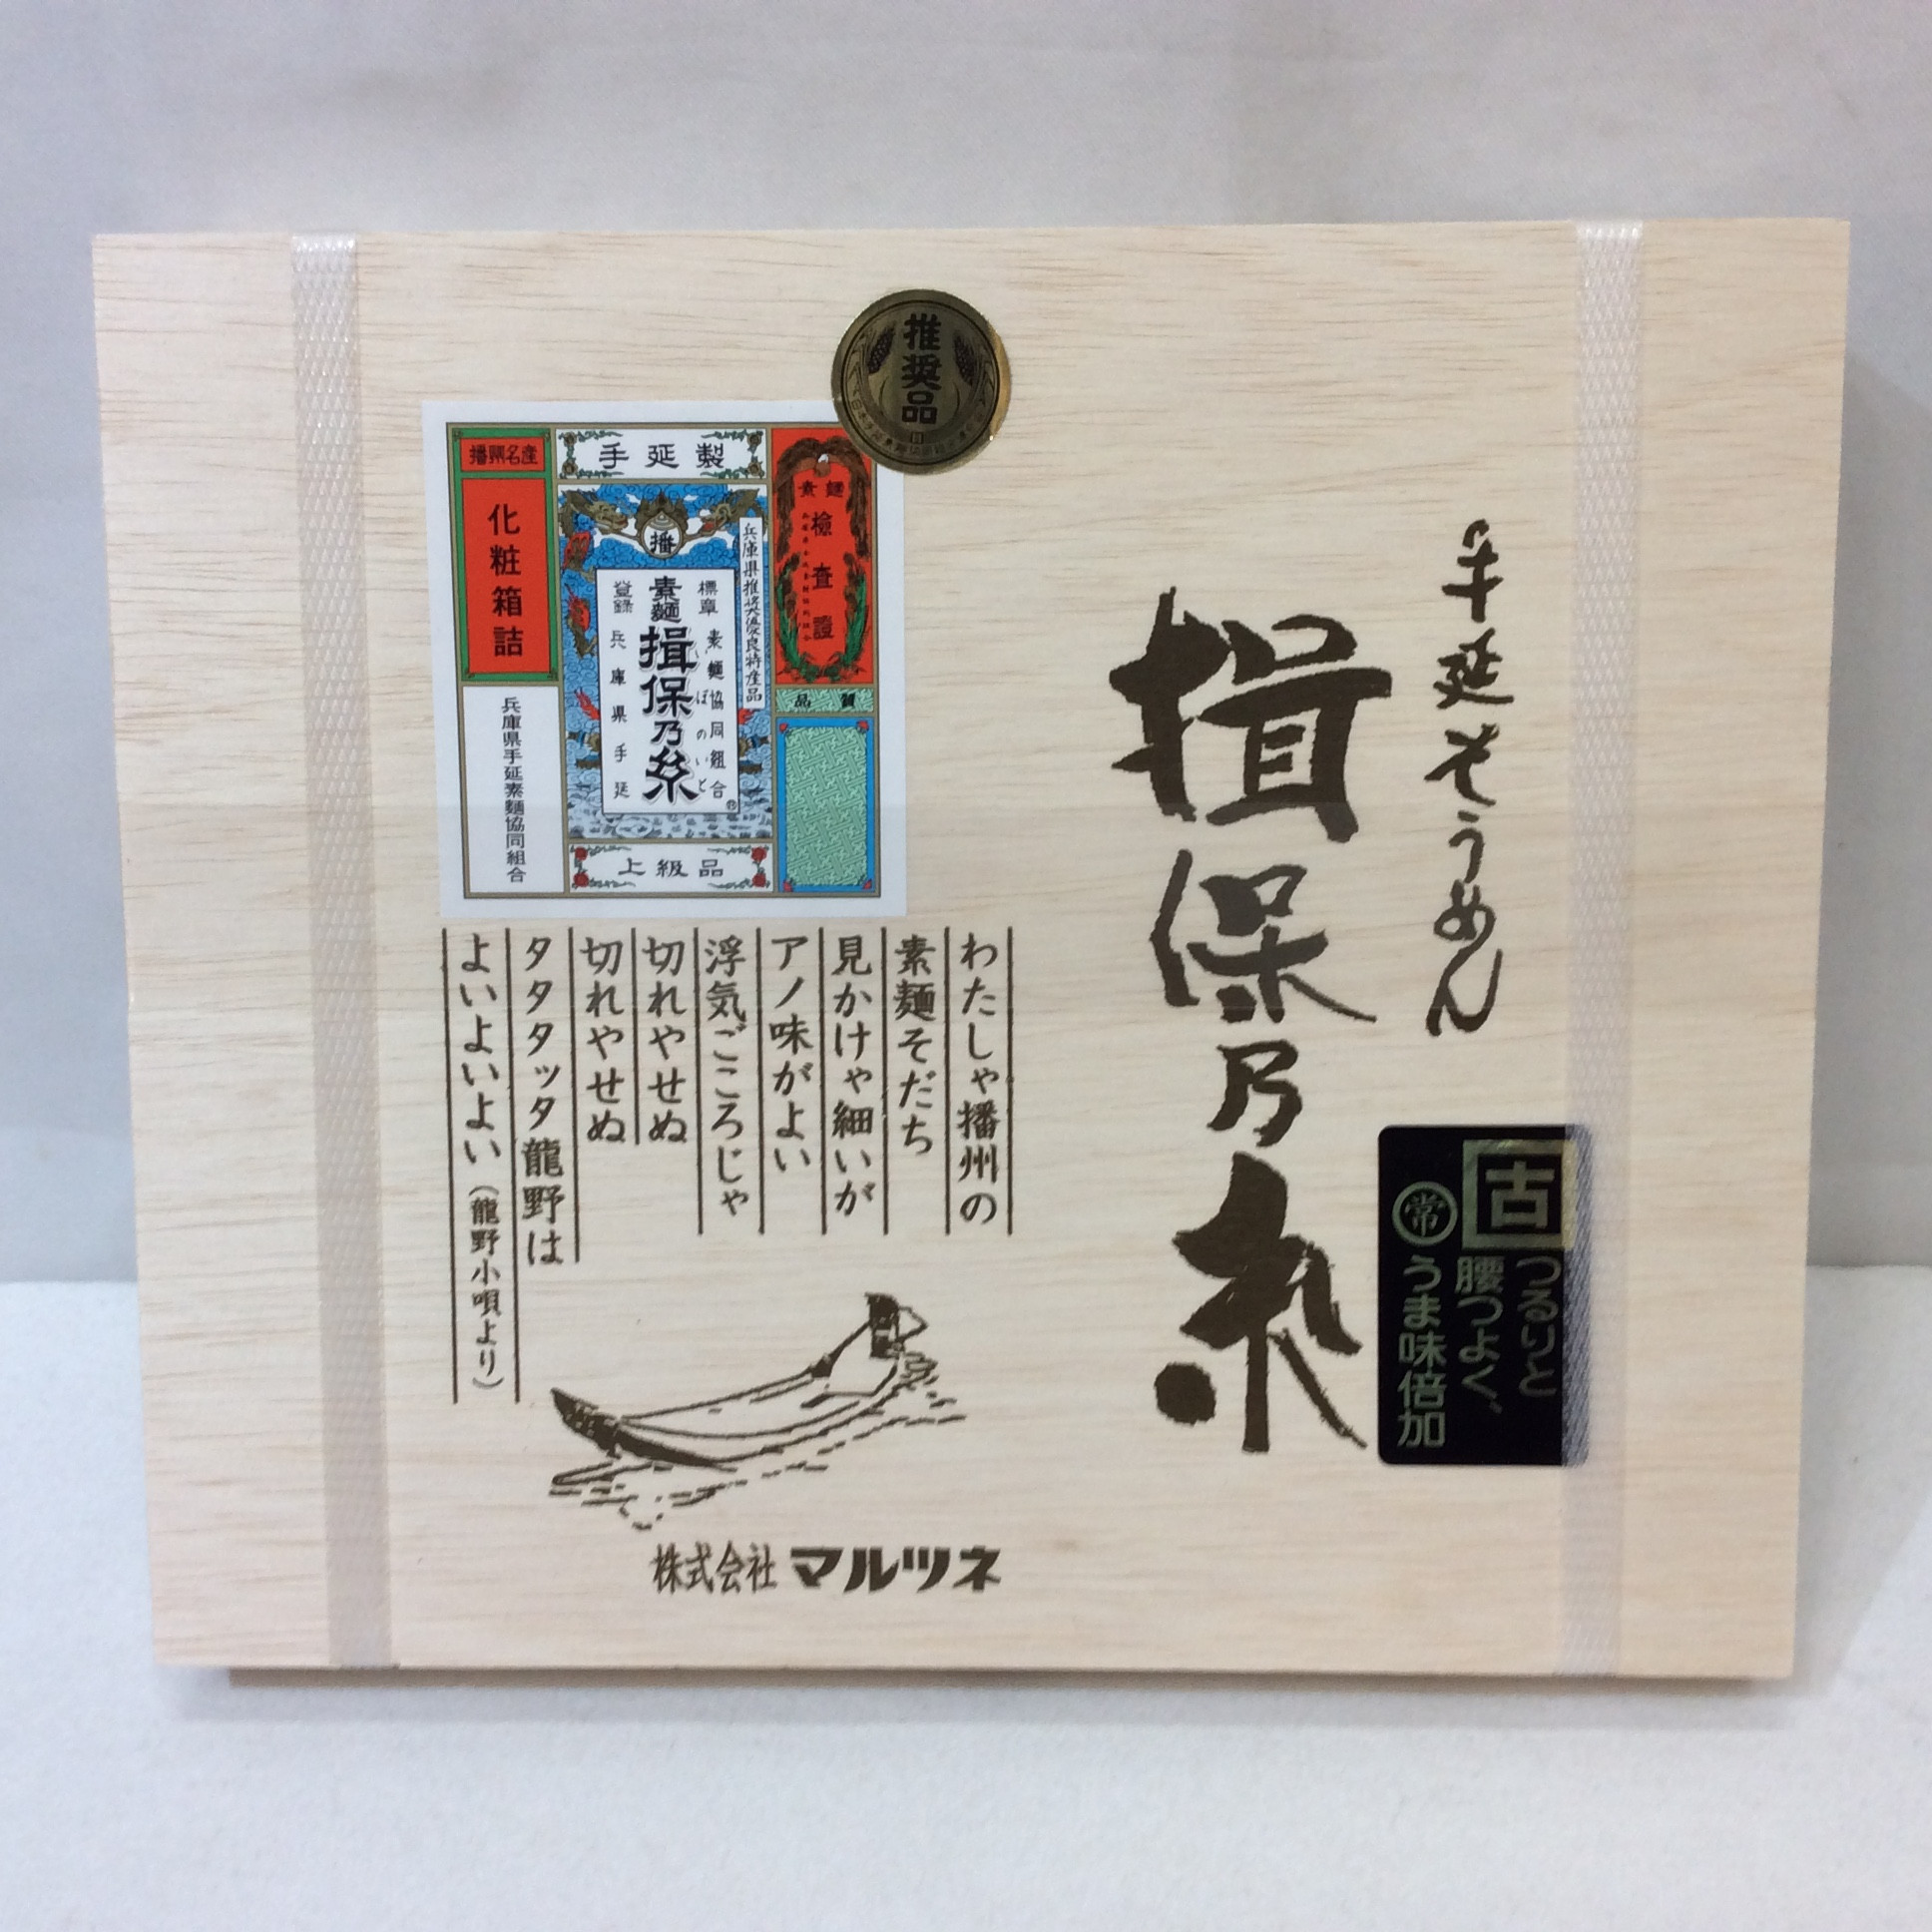 手延そうめん
揖保乃糸
古
つるりと
腰つよく、
常うま味倍加
推奨品
播州名産
化粧箱詰
兵庫県手延素麺協同組合
手延製
播
兵庫県推奨優良特産品
標章
素麺協同組合
素麺
揖保乃糸
いぼのいと
登録
兵庫県手延
上級品
素麺
検査證
品質
わたしゃ播州の
素麺そだち
見かけゃ細いが
アノ味がよい
浮気ごころじゃ
切れやせぬ
切れやせぬ
タタタッタ龍野は
よいよいよい(龍野小唄より)
株式会社マルツネ